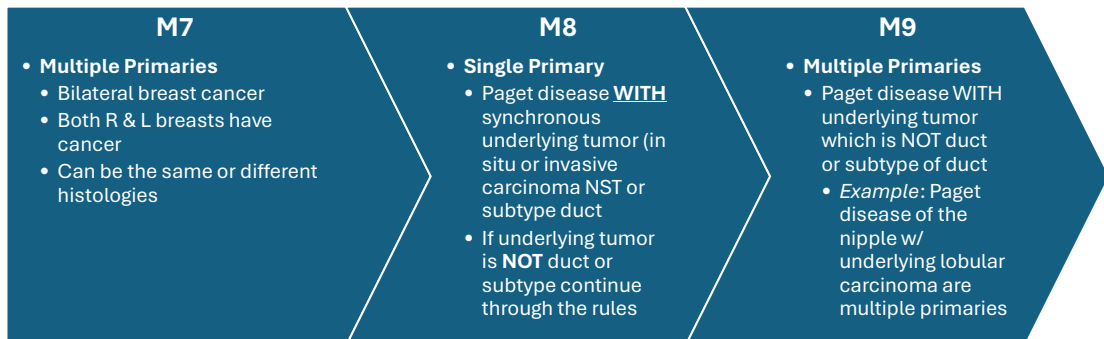 M7
• Multiple Primaries
• Bilateral breast cancer
• Both R & L breasts have
cancer
• Can be the same or different
histologies
M8
• Single Primary
• Paget disease WITH
synchronous
underlying tumor (in
situ or invasive
carcinoma NST or
subtype duct
• If underlying tumor
is NOT duct or
subtype continue
through the rules
M9
• Multiple Primaries
• Paget disease WITH
underlying tumor
which is NOT duct
or subtype of duct
• Example: Paget
disease of the
nipple w/
underlying lobular
carcinoma are
multiple primaries